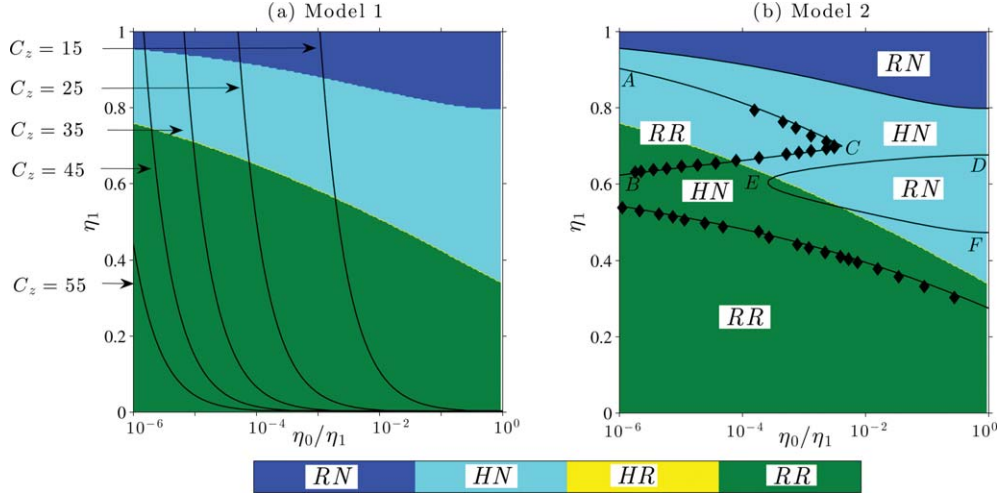 (a) Model 1
(b) Model 2
C_z = 15
C_z = 25
C_z = 35
C_z = 45
C_z = 55
η_1
1
0.8
0.6
0.4
0.2
0
10^−6
10^−4
10^−2
10^0
η_0/η_1
η_1
1
0.8
0.6
0.4
0.2
0
10^−6
10^−4
10^−2
10^0
η_0/η_1
RN
A
RR
HN
C
B
E
D
HN
RN
F
RR
RN
HN
HR
RR